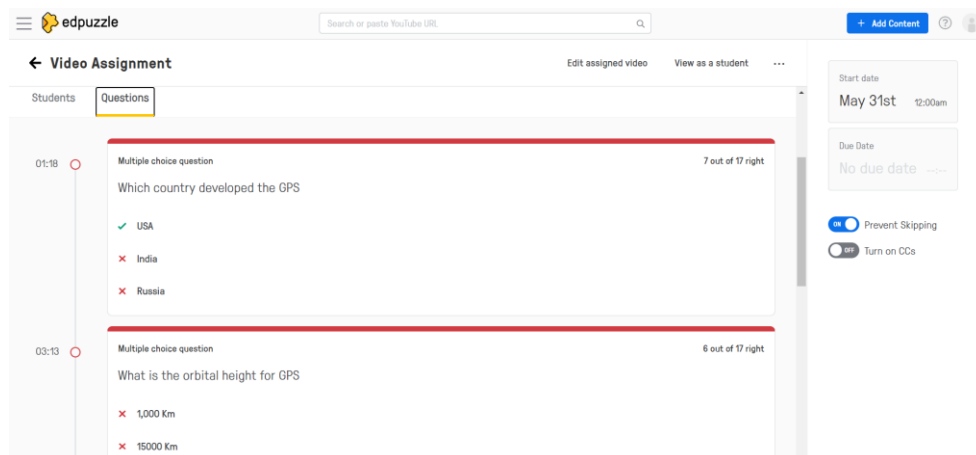 edpuzzle
Search or paste YouTube URL
+ Add Content
?
← Video Assignment
Edit assigned video
View as a student
...
Students
Questions
Start date
May 31st 12:00am
Due Date
No due date --:--
ON Prevent Skipping
OFF Turn on CCs
01:18
Multiple choice question
7 out of 17 right
Which country developed the GPS
✓ USA
✕ India
✕ Russia
03:13
Multiple choice question
6 out of 17 right
What is the orbital height for GPS
✕ 1,000 Km
✕ 15000 Km